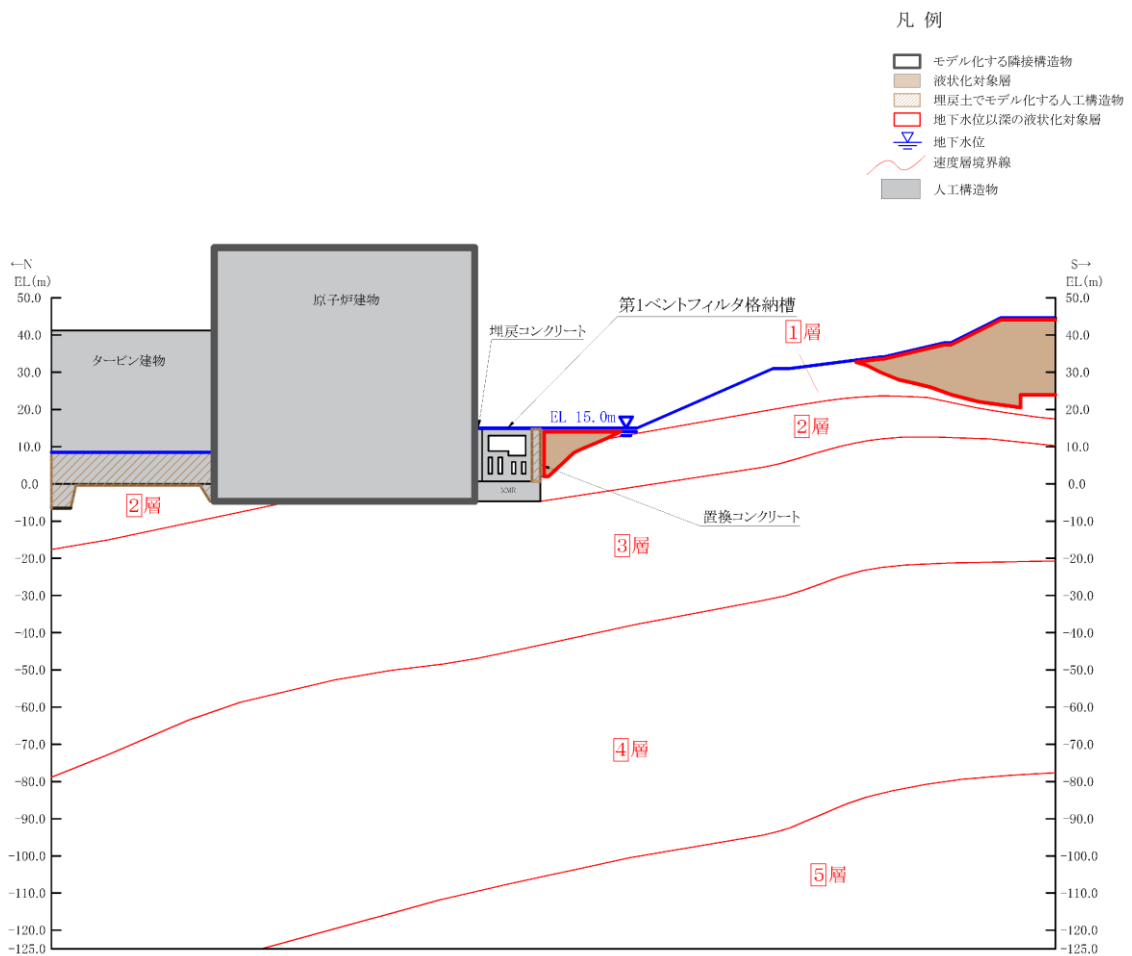 凡 例
モデル化する隣接構造物
液状化対象層
埋戻土でモデル化する人工構造物
地下水位以深の液状化対象層
地下水位
速度層境界線
人工構造物
←N
EL(m)
S→
EL(m)
50.0
40.0
30.0
20.0
10.0
0.0
-10.0
-20.0
-30.0
-40.0
-50.0
-60.0
-70.0
-80.0
-90.0
-100.0
-110.0
-120.0
-125.0
原子炉建物
タービン建物
第1ベントフィルタ格納槽
埋戻コンクリート
EL 15.0m
MMR
置換コンクリート
1層
2層
2層
3層
4層
5層
50.0
40.0
30.0
20.0
10.0
0.0
-10.0
-20.0
-30.0
-40.0
-50.0
-60.0
-70.0
-80.0
-90.0
-100.0
-110.0
-120.0
-125.0